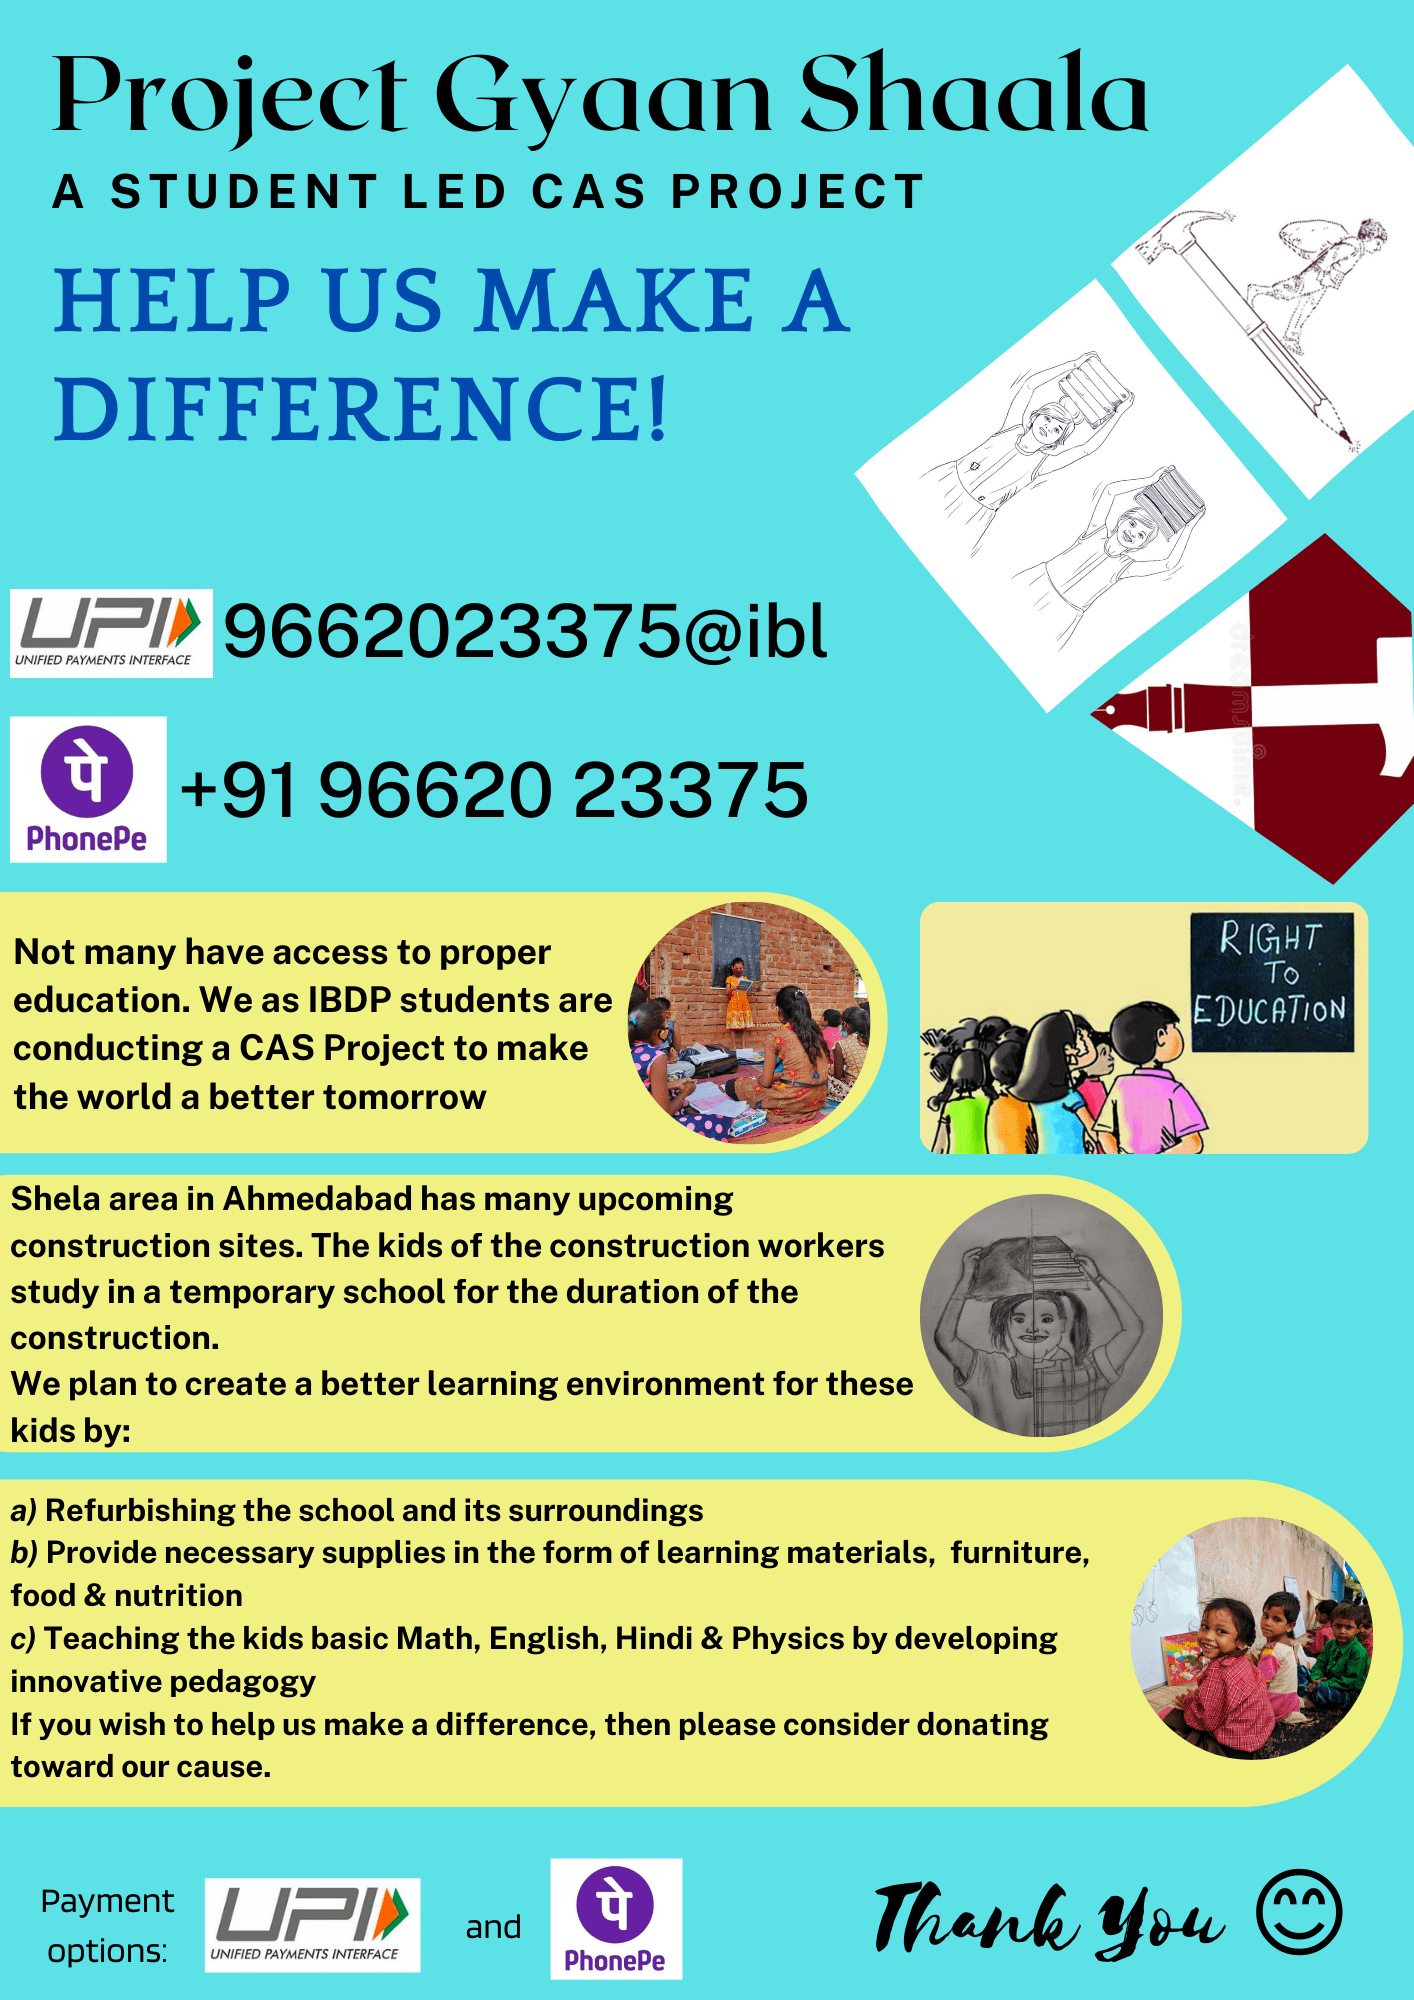 Project Gyaan Shaala
A STUDENT LED CAS PROJECT
HELP US MAKE A
DIFFERENCE!
UPI
UNIFIED PAYMENTS INTERFACE
9662023375@ibl
पे
PhonePe
+91 96620 23375
dreamstime.
Not many have access to proper
education. We as IBDP students are
conducting a CAS Project to make
the world a better tomorrow
RIGHT
TO
EDUCATION
Shela area in Ahmedabad has many upcoming
construction sites. The kids of the construction workers
study in a temporary school for the duration of the
construction.
We plan to create a better learning environment for these
kids by:
a) Refurbishing the school and its surroundings
b) Provide necessary supplies in the form of learning materials,  furniture,
food & nutrition
c) Teaching the kids basic Math, English, Hindi & Physics by developing
innovative pedagogy
If you wish to help us make a difference, then please consider donating
toward our cause.
Payment
options:
UPI
UNIFIED PAYMENTS INTERFACE
and
पे
PhonePe
Thank You